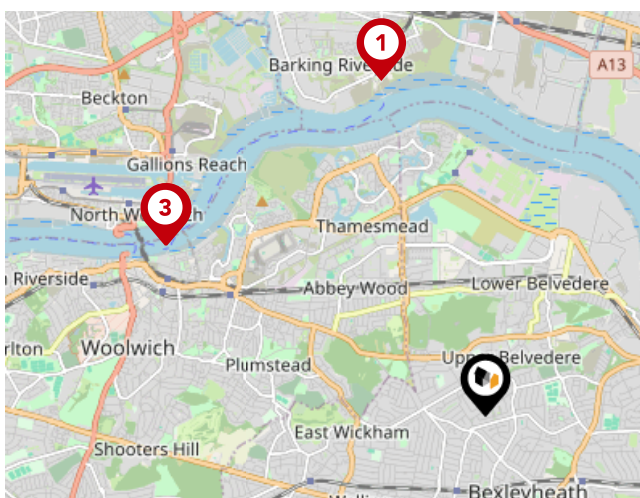 1
Barking Riverside
A13
Beckton
Gallions Reach
North Woolwich
3
Thamesmead
Riverside
Abbey Wood
Lower Belvedere
rlton
Woolwich
Upper Belvedere
Plumstead
East Wickham
Shooters Hill
Bexleyheath